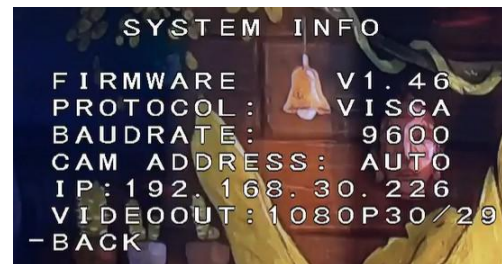 SYSTEM INFO
FIRMWARE V1.46
PROTOCOL: VISCA
BAUDRATE: 9600
CAM ADDRESS: AUTO
IP:192.168.30.226
VIDEOOUT:1080P30/29
-BACK